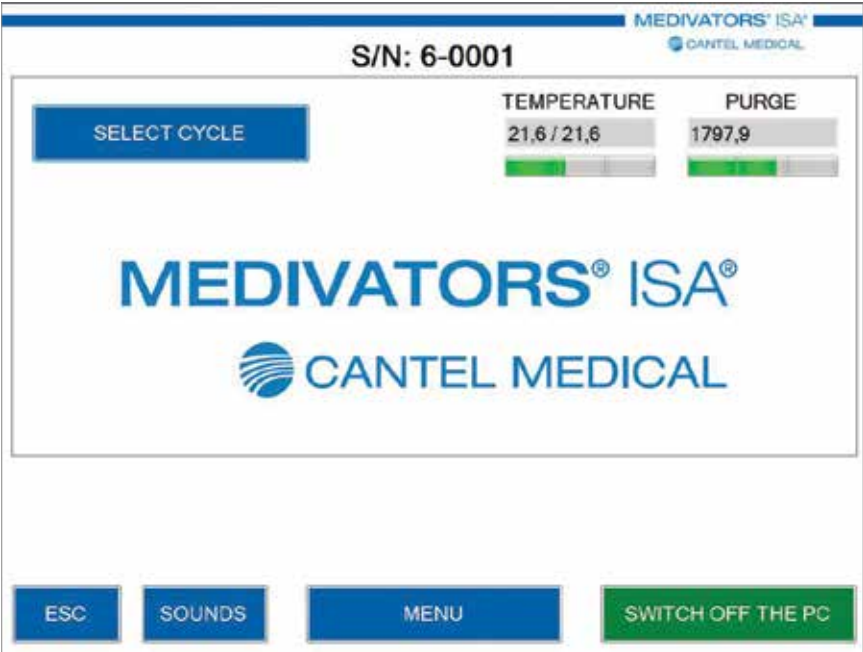 MEDIVATORS® ISA®
CANTEL MEDICAL
S/N: 6-0001
SELECT CYCLE
TEMPERATURE
21,6 / 21,6
PURGE
1797,9
MEDIVATORS® ISA®
CANTEL MEDICAL
ESC
SOUNDS
MENU
SWITCH OFF THE PC